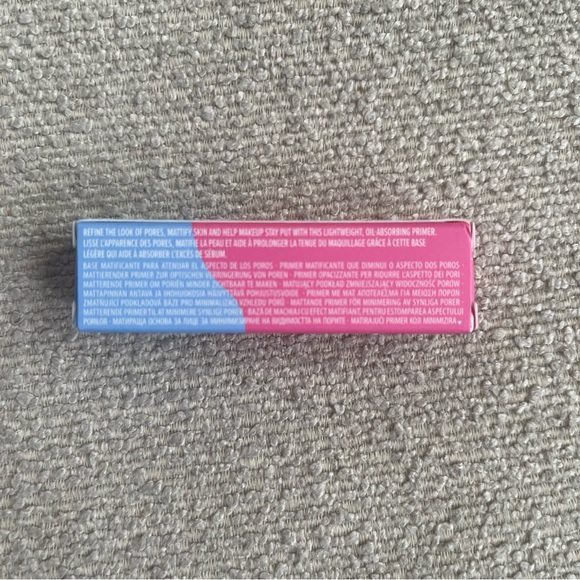 REFINE THE LOOK OF PORES, MATTIFY SKIN AND HELP MAKEUP STAY PUT WITH THIS LIGHTWEIGHT, OIL-ABSORBING PRIMER.
LISSE L'APPARENCE DES PORES, MATIFIE LA PEAU ET AIDE À PROLONGER LA TENUE DU MAQUILLAGE GRÂCE À CETTE BASE
LÉGÈRE QUI AIDE À ABSORBER L'EXCÈS DE SÉBUM.
BASE MATIFICANTE PARA ATENUAR EL ASPECTO DE LOS POROS · PRIMER MATIFICANTE QUE DIMINUI O ASPECTO DOS POROS ·
MATTIERENDER PRIMER ZUR OPTISCHEN VERRINGERUNG VON POREN · PRIMER OPACIZZANTE PER RIDURRE L'ASPETTO DEI PORI ·
MATTERENDE PRIMER OM PORIËN MINDER ZICHTBAAR TE MAKEN · MATUJĄCY PODKŁAD ZMNIEJSZAJĄCY WIDOCZNOŚĆ PORÓW ·
MATTAPINNAN ANTAVA JA IHOHUOKOSIA HÄIVYTTÄVÄ POHJUSTUSVOIDE · PRIMER ΜΕ ΜΑΤ ΑΠΟΤΕΛΕΣΜΑ ΓΙΑ ΜΕΙΩΣΗ ΠΟΡΩΝ ·
ZMATŇUJÍCÍ PODKLADOVÁ BÁZE PRO MINIMALIZACI VZHLEDU PÓRŮ · MATTANDE PRIMER FÖR MINIMERING AV SYNLIGA PORER ·
MATTERENDE PRIMER TIL AT MINIMERE SYNLIGE PORER · BAZĂ DE MACHIAJ CU EFECT MATIFIANT, PENTRU ESTOMPAREA ASPECTULUI
PORILOR · МАТИРАЩА ОСНОВА ЗА ЛИЦЕ ЗА МИНИМИЗИРАНЕ НА ВИДИМОСТТА НА ПОРИТЕ · MATIRAJUĆI PRIMER KOJI MINIMIZIRA